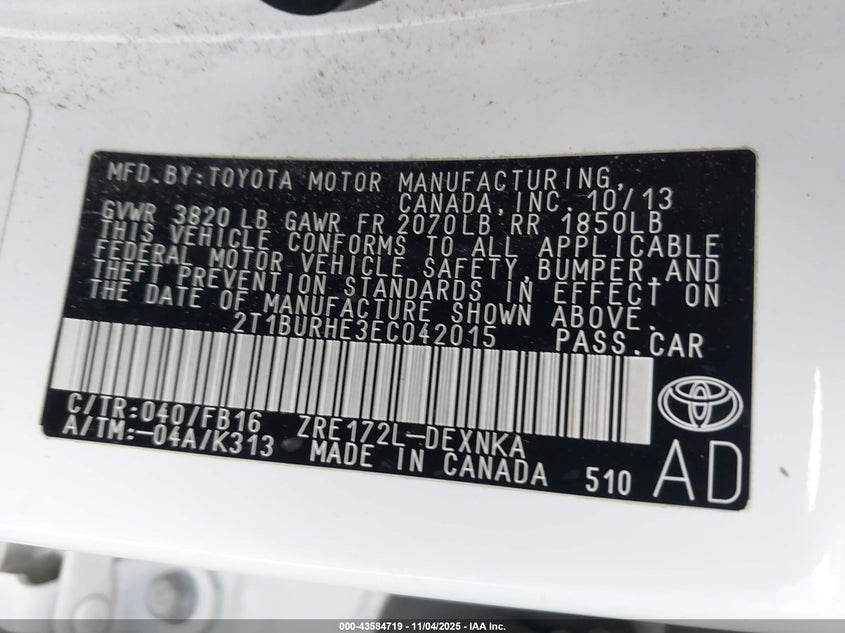 MFD.BY:TOYOTA MOTOR MANUFACTURING,
CANADA,INC. 10/13
GVWR 3820 LB GAWR FR 2070LB RR 1850LB
THIS VEHICLE CONFORMS TO ALL APPLICABLE
FEDERAL MOTOR VEHICLE SAFETY,BUMPER,AND
THEFT PREVENTION STANDARDS IN EFFECT ON
THE DATE OF MANUFACTURE SHOWN ABOVE.
2T1BURHE3EC042015 PASS.CAR
C/TR:040/FB16 ZRE172L-DEXNKA
A/TM:-04A/K313 MADE IN CANADA 510 AD
000-43584719 | 11/04/2025 - IAA Inc.